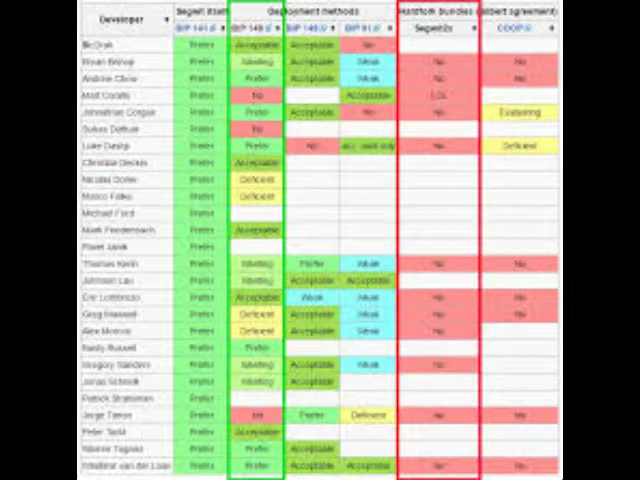 Developer Segwit itself Deployment methods Hardfork bundles (Silbert agreement)
BIP 141 BIP 148 BIP 149 BIP 91 Segwit2x COOP
Prefer Acceptable Acceptable No
Bryan Bishop Prefer Weak No No
Andrew Chow Prefer Prefer Acceptable Weak No No
Matt Corallo Prefer No Acceptable LOL
Johnathan Corgan Prefer Prefer Acceptable No No Evaluating
Suhas Daftuar Prefer No
Luke Dashjr Prefer Prefer No No Deficient
Christian Decker Prefer Acceptable
Nicolas Dorier Prefer Deficient
Marco Falke Prefer Deficient
Michael Ford Prefer
Mark Friedenbach Prefer Acceptable
Pavel Janik Prefer
Thomas Kerin Prefer Prefer Weak No No
Johnson Lau Prefer Acceptable Acceptable
Eric Lombrozo Prefer Acceptable Weak Weak No No
Greg Maxwell Prefer Deficient Acceptable Weak No No
Alex Morcos Prefer Deficient Acceptable Weak No
Rusty Russell Prefer Prefer
Gregory Sanders Prefer Acceptable Weak No No
Jonas Schnelli Prefer Acceptable
Patrick Strateman Prefer
Jorge Timon Prefer No Prefer Deficient No No
Peter Todd Prefer Acceptable
Warren Togami Prefer Prefer Acceptable
Wladimir van der Laan Prefer Prefer Acceptable Acceptable No No